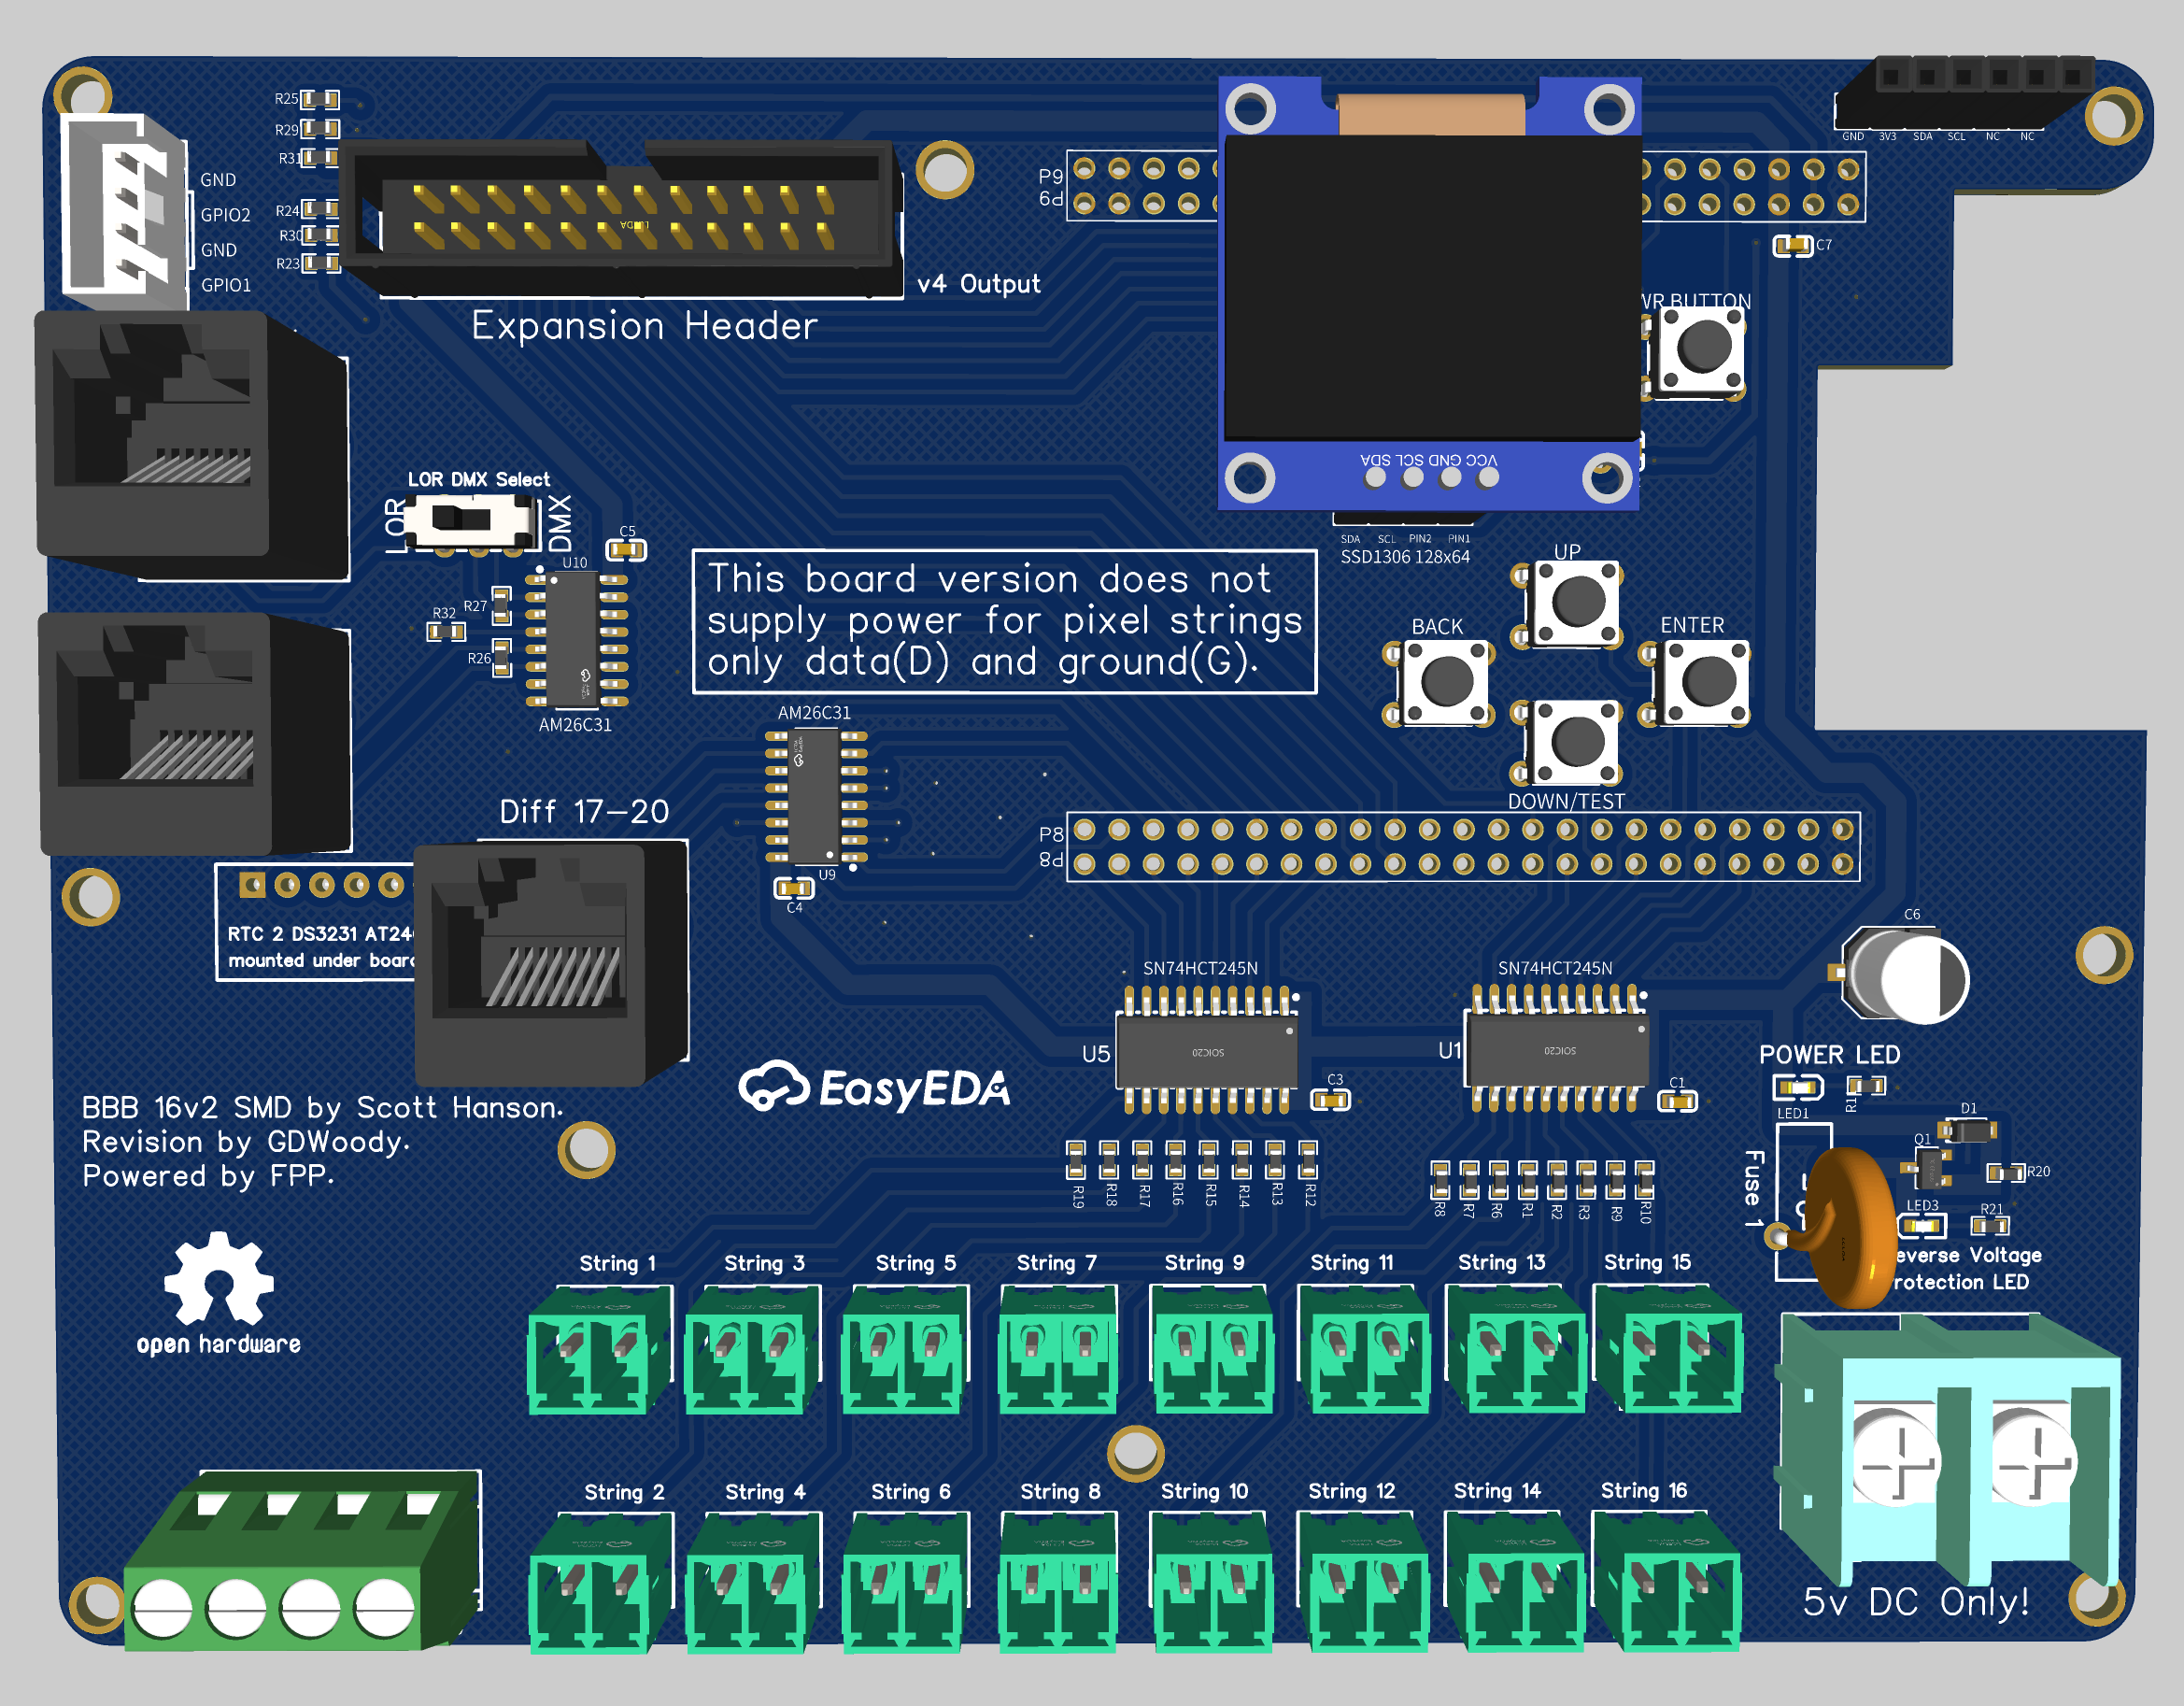 R25
R29
R31
R24
R30
R23
GND
GPIO2
GND
GPIO1
v4 Output
Expansion Header
P9
P9
GND 3V3 SDA SCL NC NC
C7
WR BUTTON
VCC GND SCL SDA
SDA SCL PIN2 PIN1
SSD1306 128x64
LOR DMX Select
LOR
DMX
C5
U10
R27
R32
R26
AM26C31
This board version does not
supply power for pixel strings
only data(D) and ground(G).
UP
BACK
ENTER
DOWN/TEST
AM26C31
U9
C4
Diff 17-20
P8
P8
RTC 2 DS3231
mounted under
SN74HCT245N
SN74HCT245N
U5
SOIC20
U1
SOIC20
C3
C1
C6
EasyEDA
BBB 16v2 SMD by Scott Hanson.
Revision by GDWoody.
Powered by FPP.
POWER LED
LED1
D1
Q1
R20
LED3
R21
Fuse 1
everse Voltage
rotection LED
R19 R18 R17 R16 R15 R14 R13 R12
R8 R7 R6 R1 R2 R3 R9 R10
open hardware
String 1 String 3 String 5 String 7 String 9 String 11 String 13 String 15
String 2 String 4 String 6 String 8 String 10 String 12 String 14 String 16
5v DC Only!